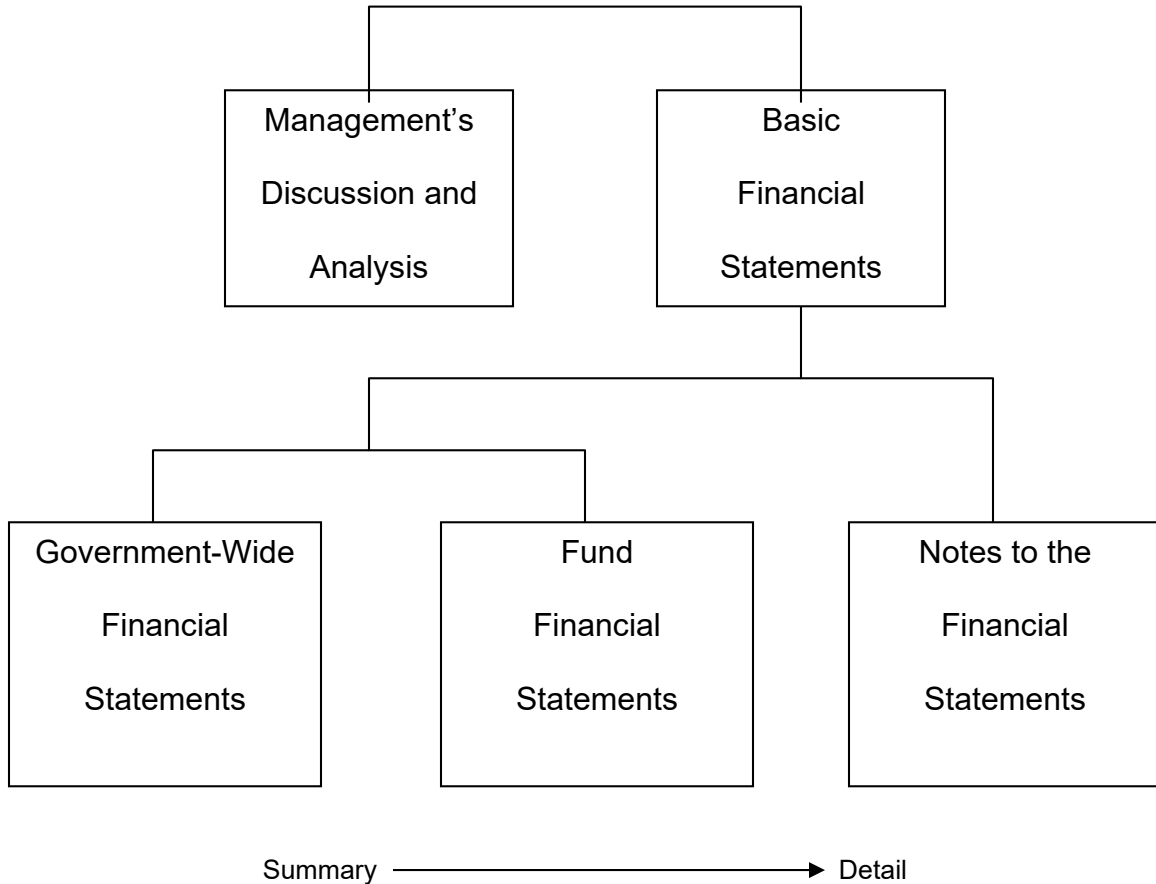 Management’s
Discussion and
Analysis
Basic
Financial
Statements
Government-Wide
Financial
Statements
Fund
Financial
Statements
Notes to the
Financial
Statements
Summary
Detail